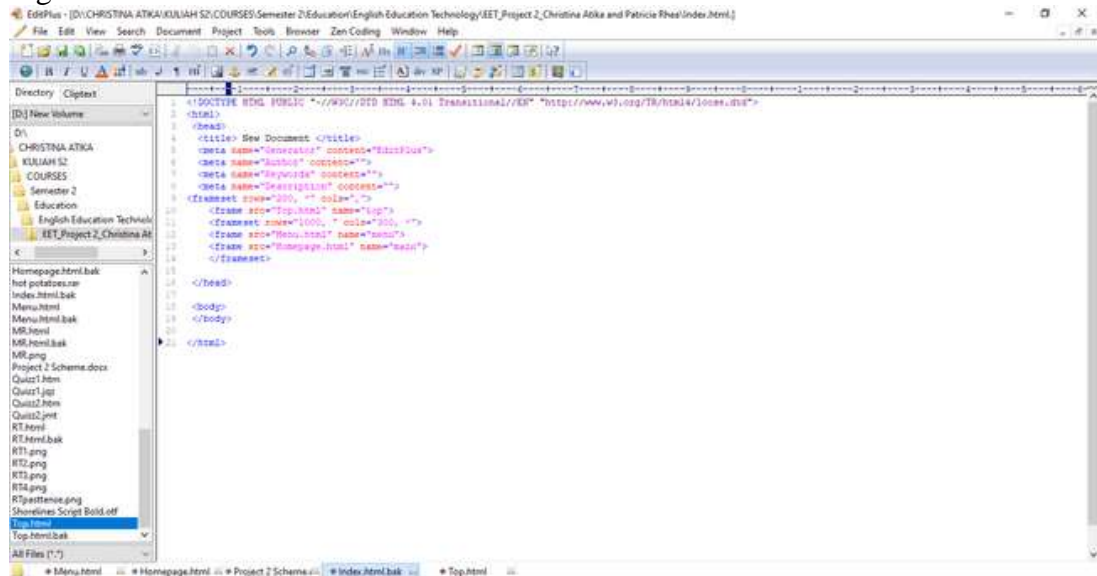 EditPlus - [D:\CHRISTINA ATIKA\KULIAH S2\COURSES\Semester 2\Education\English Education Technology\EET_Project 2_Christina Atika and Patricia Rhea\Index.html.]
File Edit View Search Document Project Tools Browser Zen Coding Window Help
Directory Cliptext
[D:] New Volume
D:\
CHRISTINA ATIKA
KULIAH S2
COURSES
Semester 2
Education
English Education Technol
EET_Project 2_Christina At
Homepage.html.bak
hot potatoes.rar
Index.html.bak
Menu.html
Menu.html.bak
MR.html
MR.html.bak
MR.png
Project 2 Scheme.docx
Quizz1.htm
Quizz1.jqz
Quizz2.htm
Quizz2.jmt
RT.html
RT.html.bak
RT1.png
RT2.png
RT3.png
RT4.png
RTpasttense.png
Shorelines Script Bold.otf
Top.html
Top.html.bak
All Files (*.*)
1 <!DOCTYPE HTML PUBLIC "-//W3C//DTD HTML 4.01 Transitional//EN" "http://www.w3.org/TR/html4/loose.dtd">
2 <html>
3 <head>
4 <title> New Document </title>
5 <meta name="Generator" content="EditPlus">
6 <meta name="Author" content="">
7 <meta name="Keywords" content="">
8 <meta name="Description" content="">
9 <frameset rows="200, *" cols=",">
10 <frame src="Top.html" name="top">
11 <frameset rows="1000, " cols="300, *">
12 <frame src="Menu.html" name="menu">
13 <frame src="Homepage.html" name="main">
14 </frameset>
15
16 </head>
17
18 <body>
19 </body>
20
21 </html>
Menu.html Homepage.html Project 2 Scheme Index.html.bak Top.html